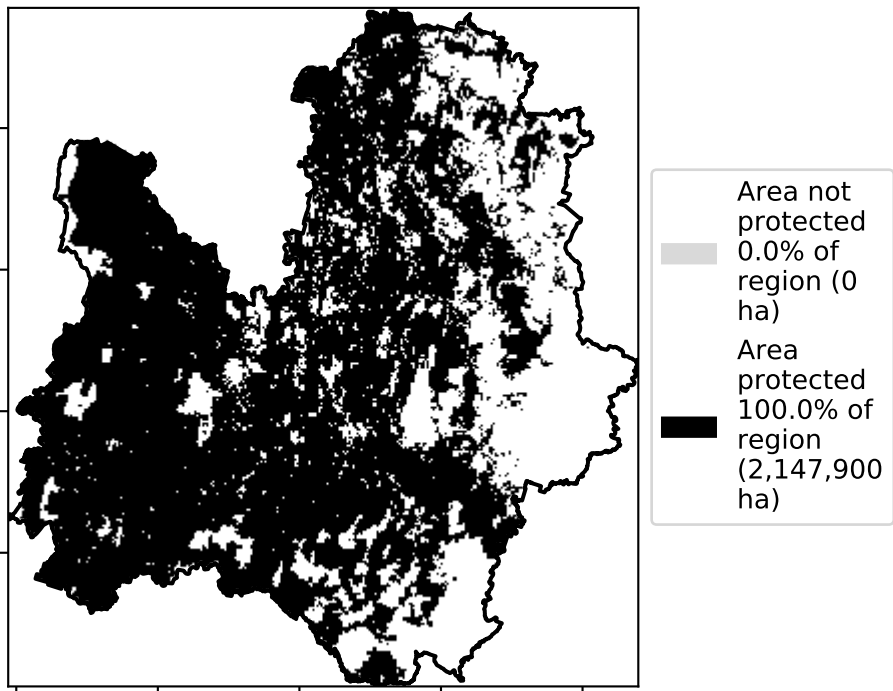 Area not
protected
0.0% of
region (0
ha)
Area
protected
100.0% of
region
(2,147,900
ha)